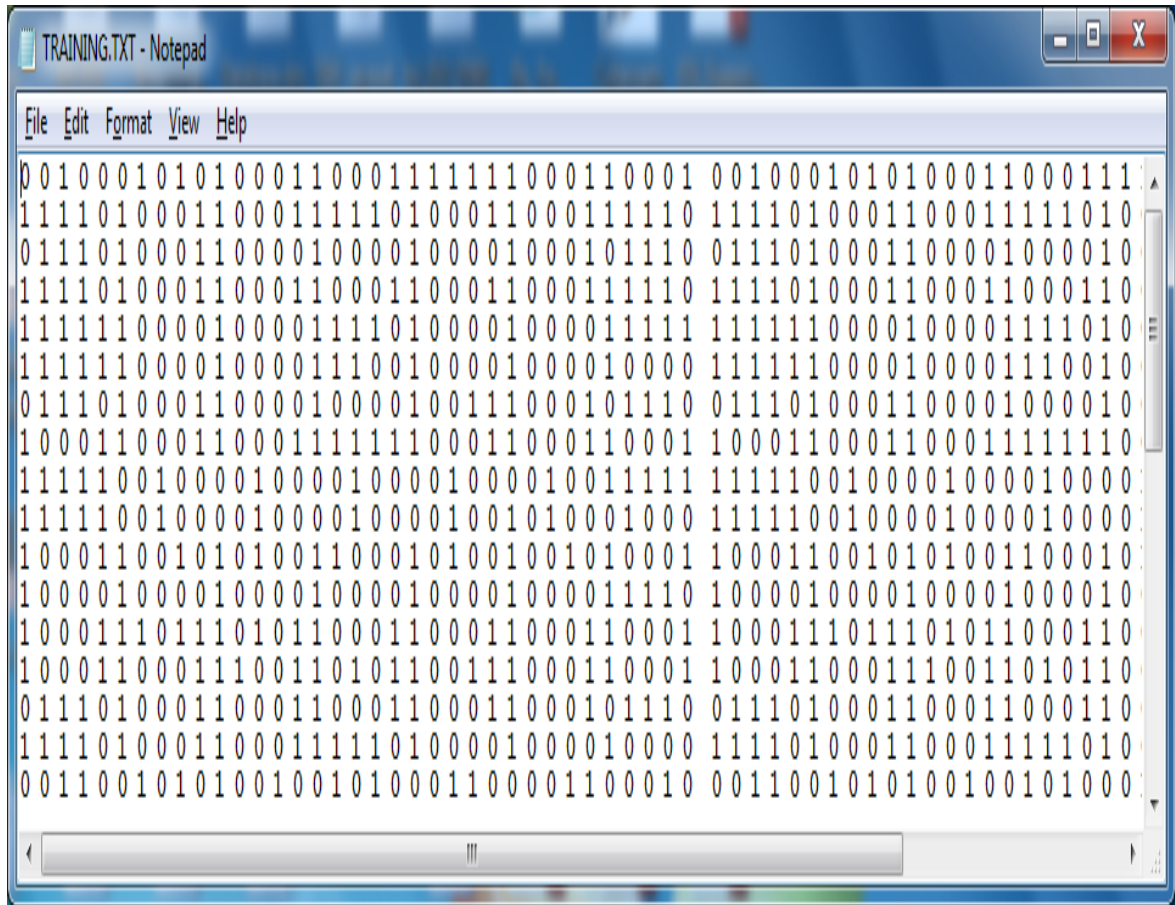 TRAINING.TXT - Notepad
File Edit Format View Help
0 0 1 0 0 0 1 0 1 0 1 0 0 0 1 1 0 0 0 1 1 1 1 1 1 1 0 0 0 1 1 0 0 0 1 0 0 1 0 0 0 1 0 1 0 1 0 0 0 1 1 0 0 0 1 1 1
1 1 1 1 0 1 0 0 0 1 1 0 0 0 1 1 1 1 1 0 1 0 0 0 1 1 0 0 0 1 1 1 1 1 0 1 1 1 1 0 1 0 0 0 1 1 0 0 0 1 1 1 1 1 0 1 0
0 1 1 1 0 1 0 0 0 1 1 0 0 0 0 1 0 0 0 0 1 0 0 0 0 1 0 0 0 1 0 1 1 1 0 0 1 1 1 0 1 0 0 0 1 1 0 0 0 0 1 0 0 0 0 1 0
1 1 1 1 0 1 0 0 0 1 1 0 0 0 1 1 0 0 0 1 1 0 0 0 1 1 0 0 0 1 1 1 1 1 0 1 1 1 1 0 1 0 0 0 1 1 0 0 0 1 1 0 0 0 1 1 0
1 1 1 1 1 1 0 0 0 0 1 0 0 0 0 1 1 1 1 0 1 0 0 0 0 1 0 0 0 0 1 1 1 1 1 1 1 1 1 1 1 0 0 0 0 1 0 0 0 0 1 1 1 1 0 1 0
1 1 1 1 1 1 0 0 0 0 1 0 0 0 0 1 1 1 0 0 1 0 0 0 0 1 0 0 0 0 1 0 0 0 0 1 1 1 1 1 1 0 0 0 0 1 0 0 0 0 1 1 1 0 0 1 0
0 1 1 1 0 1 0 0 0 1 1 0 0 0 0 1 0 0 0 0 1 0 0 1 1 1 0 0 0 1 0 1 1 1 0 0 1 1 1 0 1 0 0 0 1 1 0 0 0 0 1 0 0 0 0 1 0
1 0 0 0 1 1 0 0 0 1 1 0 0 0 1 1 1 1 1 1 1 0 0 0 1 1 0 0 0 1 1 0 0 0 1 1 0 0 0 1 1 0 0 0 1 1 0 0 0 1 1 1 1 1 1 1 0
1 1 1 1 1 0 0 1 0 0 0 0 1 0 0 0 0 1 0 0 0 0 1 0 0 0 0 1 0 0 1 1 1 1 1 1 1 1 1 1 0 0 1 0 0 0 0 1 0 0 0 0 1 0 0 0 0
1 1 1 1 1 0 0 1 0 0 0 0 1 0 0 0 0 1 0 0 0 0 1 0 0 1 0 1 0 0 0 1 0 0 0 1 1 1 1 1 0 0 1 0 0 0 0 1 0 0 0 0 1 0 0 0 0
1 0 0 0 1 1 0 0 1 0 1 0 1 0 0 1 1 0 0 0 1 0 1 0 0 1 0 0 1 0 1 0 0 0 1 1 0 0 0 1 1 0 0 1 0 1 0 1 0 0 1 1 0 0 0 1 0
1 0 0 0 0 1 0 0 0 0 1 0 0 0 0 1 0 0 0 0 1 0 0 0 0 1 0 0 0 0 1 1 1 1 0 1 0 0 0 0 1 0 0 0 0 1 0 0 0 0 1 0 0 0 0 1 0
1 0 0 0 1 1 1 0 1 1 1 0 1 0 1 1 0 0 0 1 1 0 0 0 1 1 0 0 0 1 1 0 0 0 1 1 0 0 0 1 1 1 0 1 1 1 0 1 0 1 1 0 0 0 1 1 0
1 0 0 0 1 1 0 0 0 1 1 1 0 0 1 1 0 1 0 1 1 0 0 1 1 1 0 0 0 1 1 0 0 0 1 1 0 0 0 1 1 0 0 0 1 1 1 0 0 1 1 0 1 0 1 1 0
0 1 1 1 0 1 0 0 0 1 1 0 0 0 1 1 0 0 0 1 1 0 0 0 1 1 0 0 0 1 0 1 1 1 0 0 1 1 1 0 1 0 0 0 1 1 0 0 0 1 1 0 0 0 1 1 0
1 1 1 1 0 1 0 0 0 1 1 0 0 0 1 1 1 1 1 0 1 0 0 0 0 1 0 0 0 0 1 0 0 0 0 1 1 1 1 0 1 0 0 0 1 1 0 0 0 1 1 1 1 1 0 1 0
0 0 1 1 0 0 1 0 1 0 1 0 0 1 0 0 1 0 1 0 0 0 1 1 0 0 0 0 1 1 0 0 0 1 0 0 0 1 1 0 0 1 0 1 0 1 0 0 1 0 0 1 0 1 0 0 0